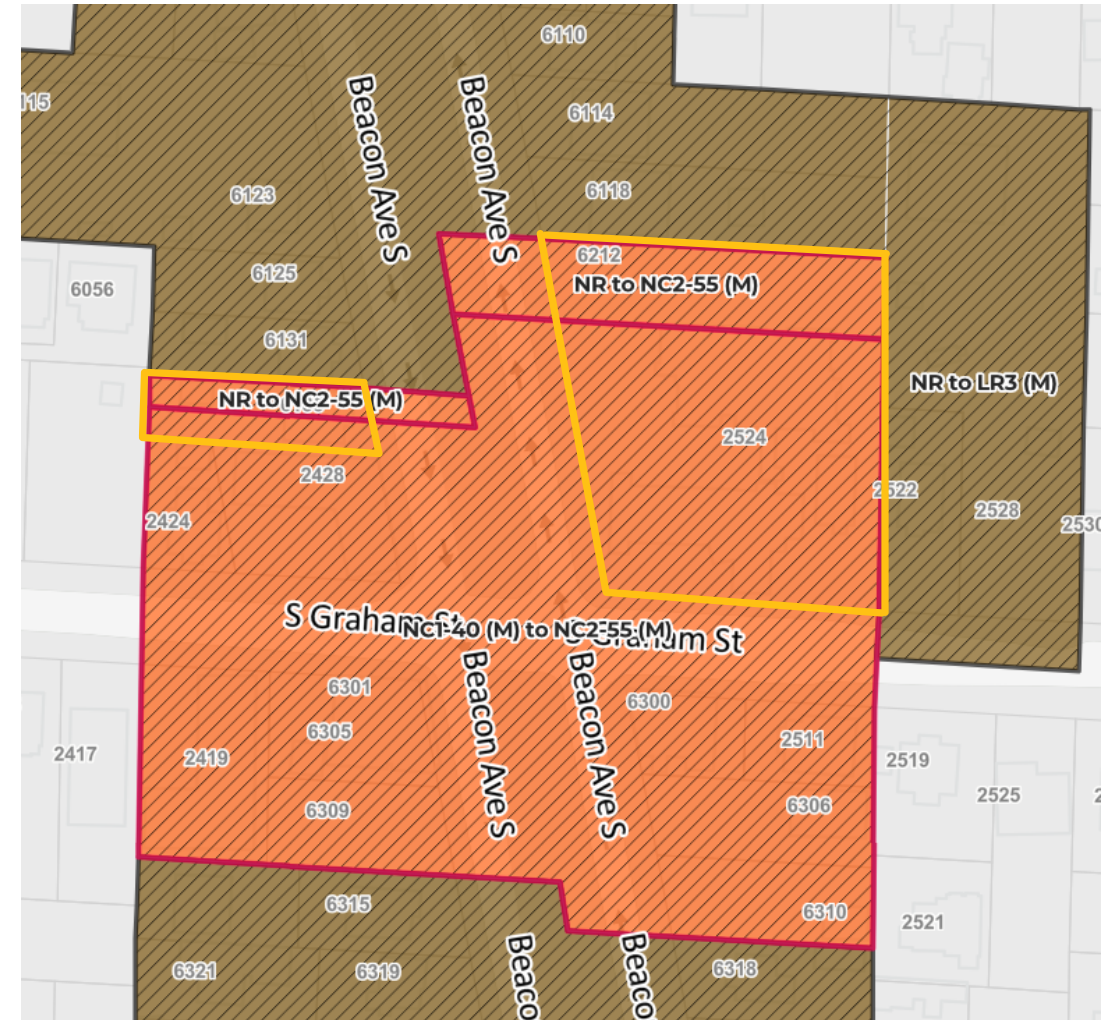 6110
Beacon Ave S
Beacon Ave S
115
6114
6123
6118
6212
6125
NR to NC2-55 (M)
6056
6131
NR to LR3 (M)
NR to NC2-55 (M)
2524
2428
2522
2528
2424
2530
S Graham St
NC1-40 (M) to NC2-55 (M)
S Graham St
Beacon Ave S
Beacon Ave S
6301
6300
6305
2511
2417
2419
2519
2525
6309
6306
6315
6310
2521
Beaco
Beaco
6321
6319
6318